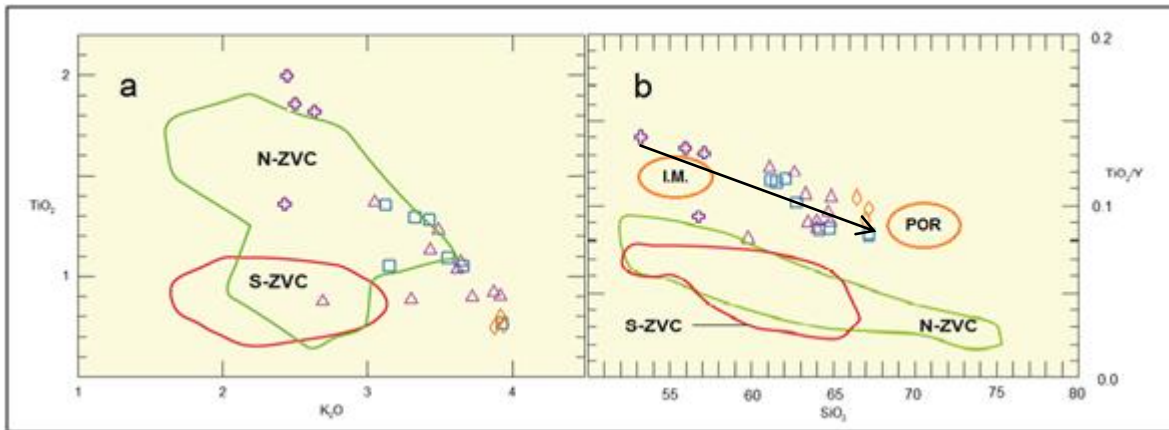 a
N-ZVC
S-ZVC
TiO2
2
1
1
2
3
4
K2O
b
I.M.
POR
S-ZVC
N-ZVC
0.2
TiO2/Y
0.1
0.0
55
60
65
70
75
80
SiO2